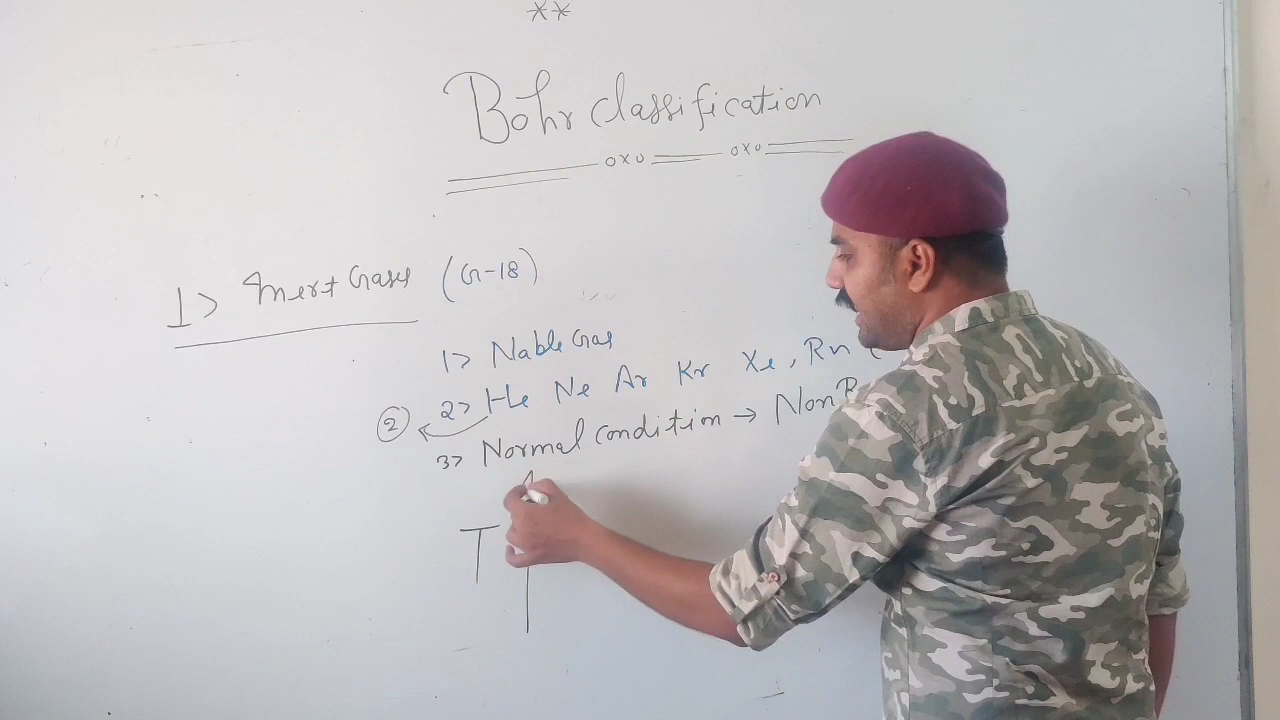 **
Bohr classification
oxo oxo
1> Inert Gases (G-18)
1> Nable Gas
2> He Ne Ar Kr Xe, Rn (
②
3> Normal condition → Non R
T